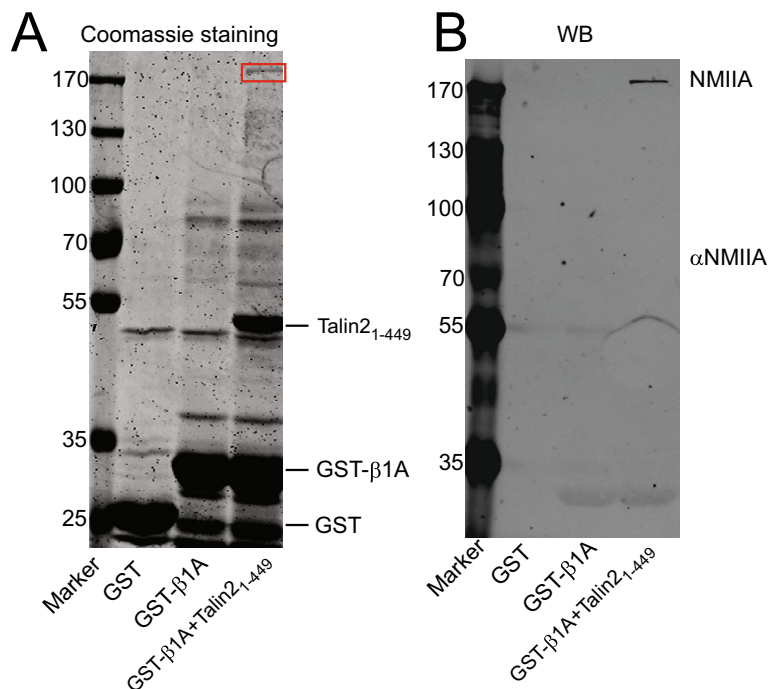 A
Coomassie staining
170
130
100
70
55
35
25
Talin2₁₋₄₄₉
GST-β1A
GST
Marker
GST
GST-β1A
GST-β1A+Talin2₁₋₄₄₉
B
WB
170
130
100
70
55
35
NMIIA
αNMIIA
Marker
GST
GST-β1A
GST-β1A+Talin2₁₋₄₄₉